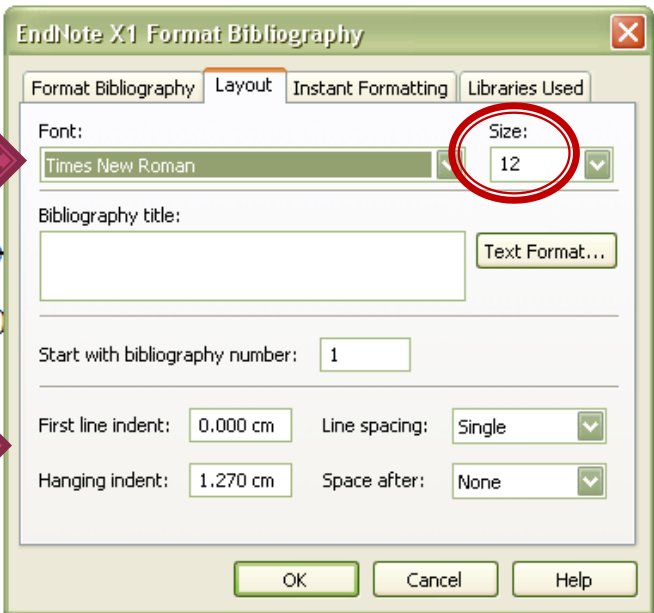 EndNote X1 Format Bibliography
Format Bibliography Layout Instant Formatting Libraries Used
Font: Size:
Times New Roman 12
Bibliography title:
Text Format...
Start with bibliography number: 1
First line indent: 0.000 cm Line spacing: Single
Hanging indent: 1.270 cm Space after: None
OK Cancel Help